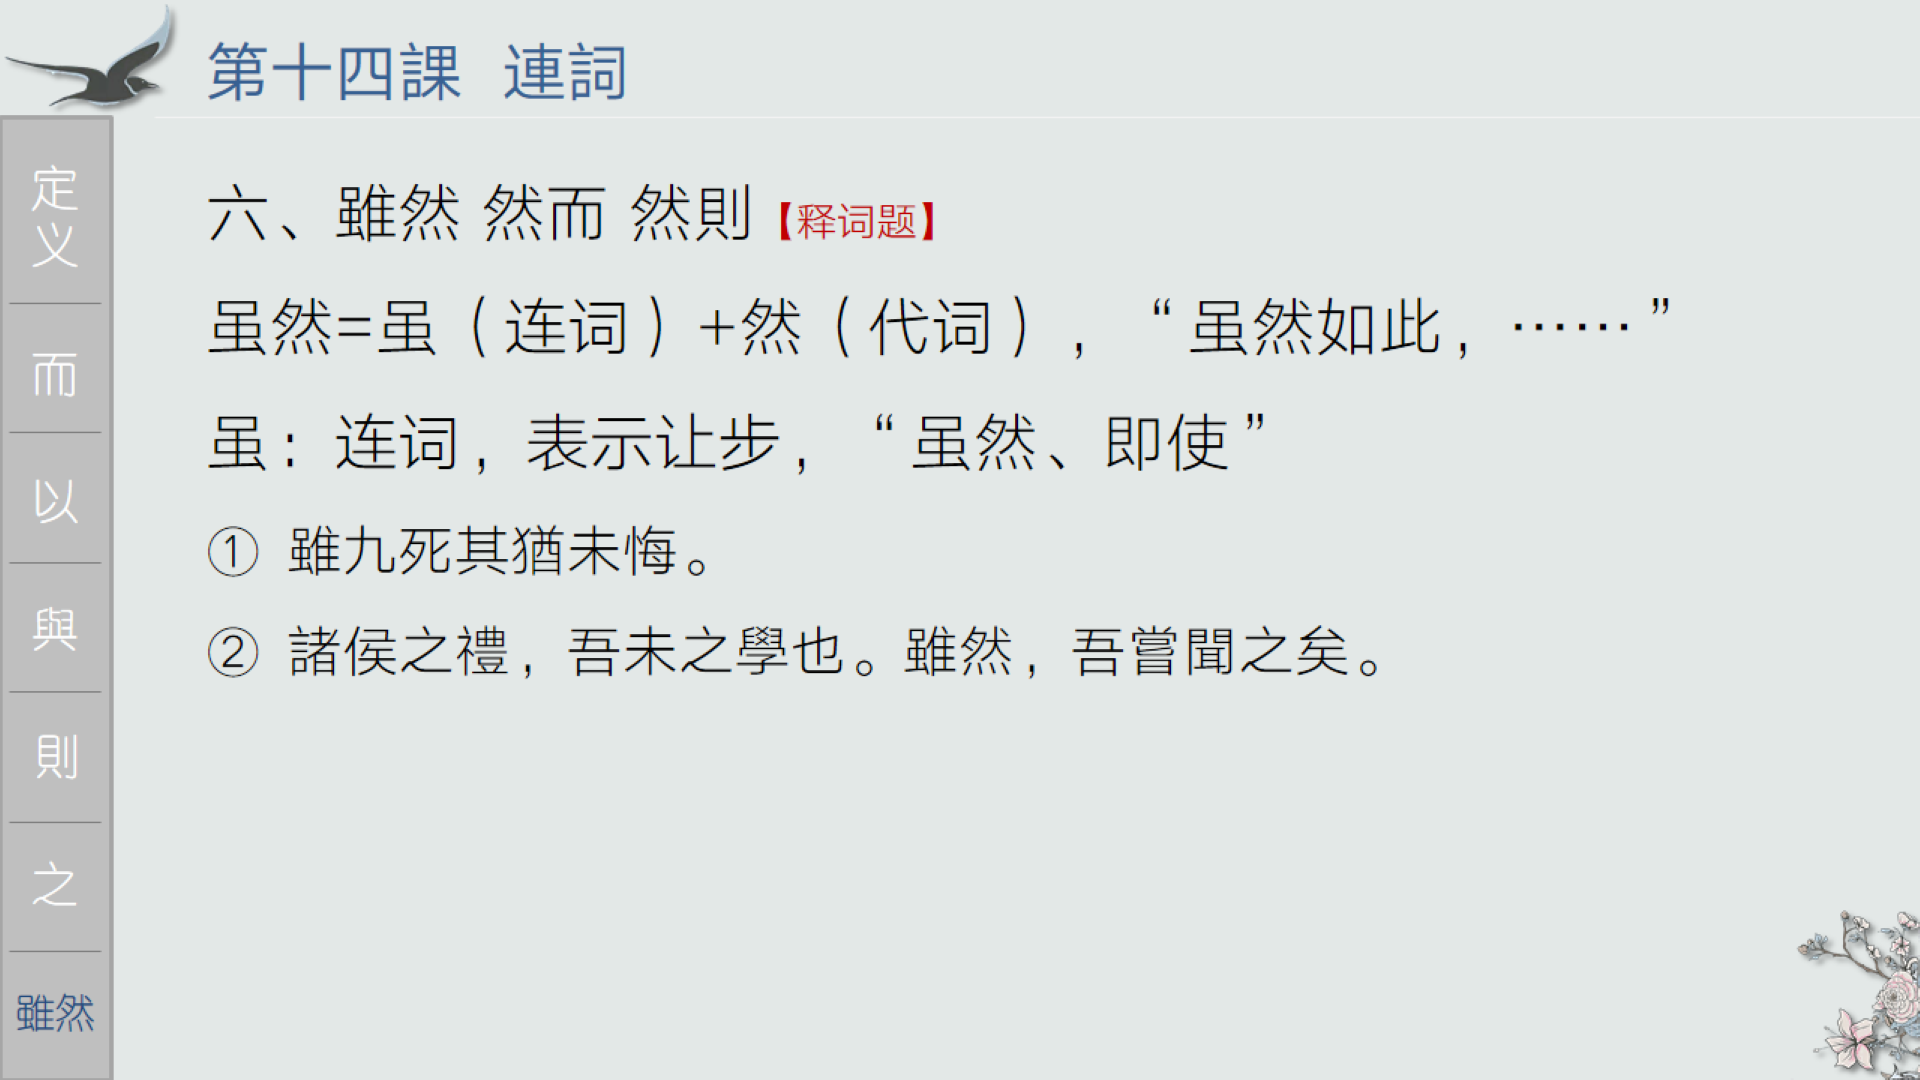 第十四課 連詞
定
义
而
以
與
則
之
雖然
六、雖然 然而 然則【释词题】
虽然=虽（连词）+然（代词），“虽然如此，……”
虽：连词，表示让步，“虽然、即使”
① 雖九死其猶未悔。
② 諸侯之禮，吾未之學也。雖然，吾嘗聞之矣。